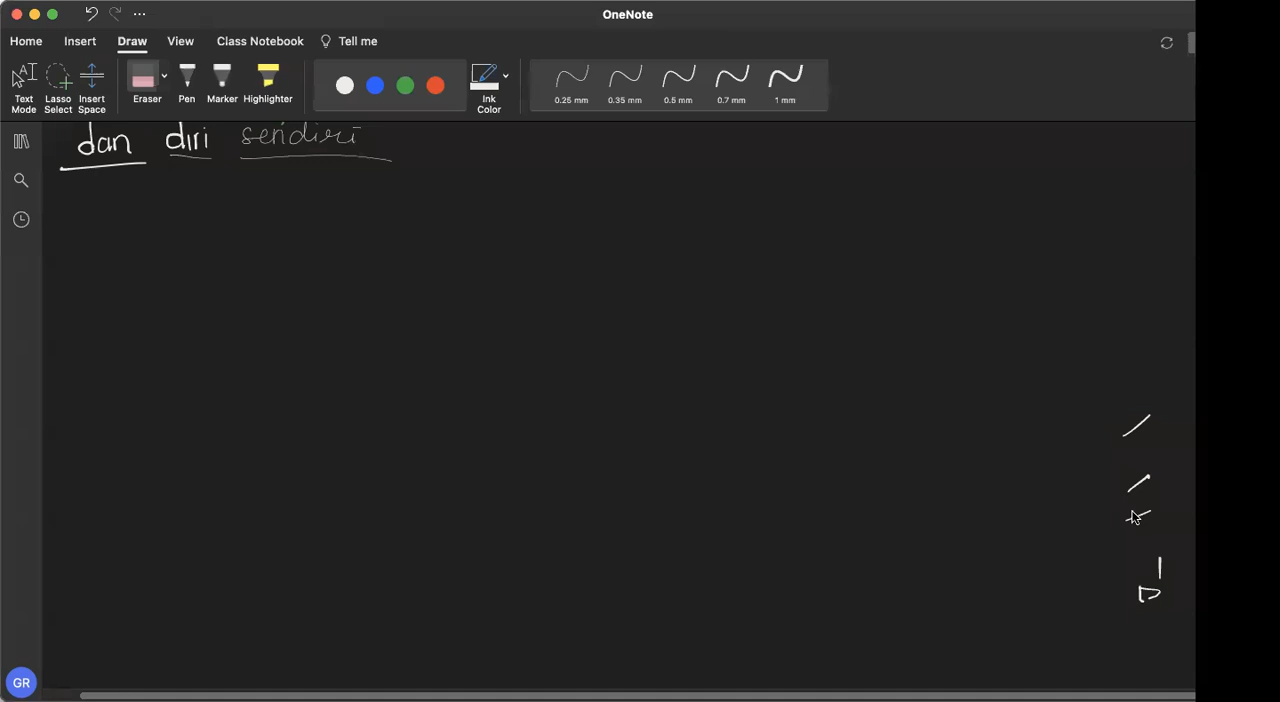 OneNote
Home Insert Draw View Class Notebook Tell me
Text Mode Lasso Select Insert Space Eraser Pen Marker Highlighter Ink Color 0.25 mm 0.35 mm 0.5 mm 0.7 mm 1 mm
dan diri sendiri
GR